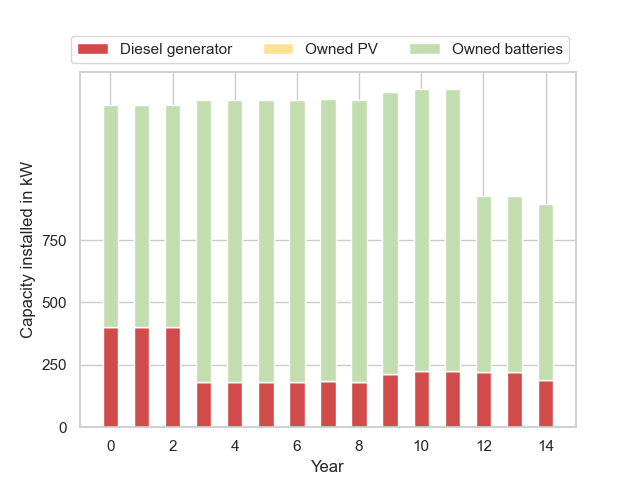 Diesel generator Owned PV Owned batteries
Capacity installed in kW
750
500
250
0
0 2 4 6 8 10 12 14
Year